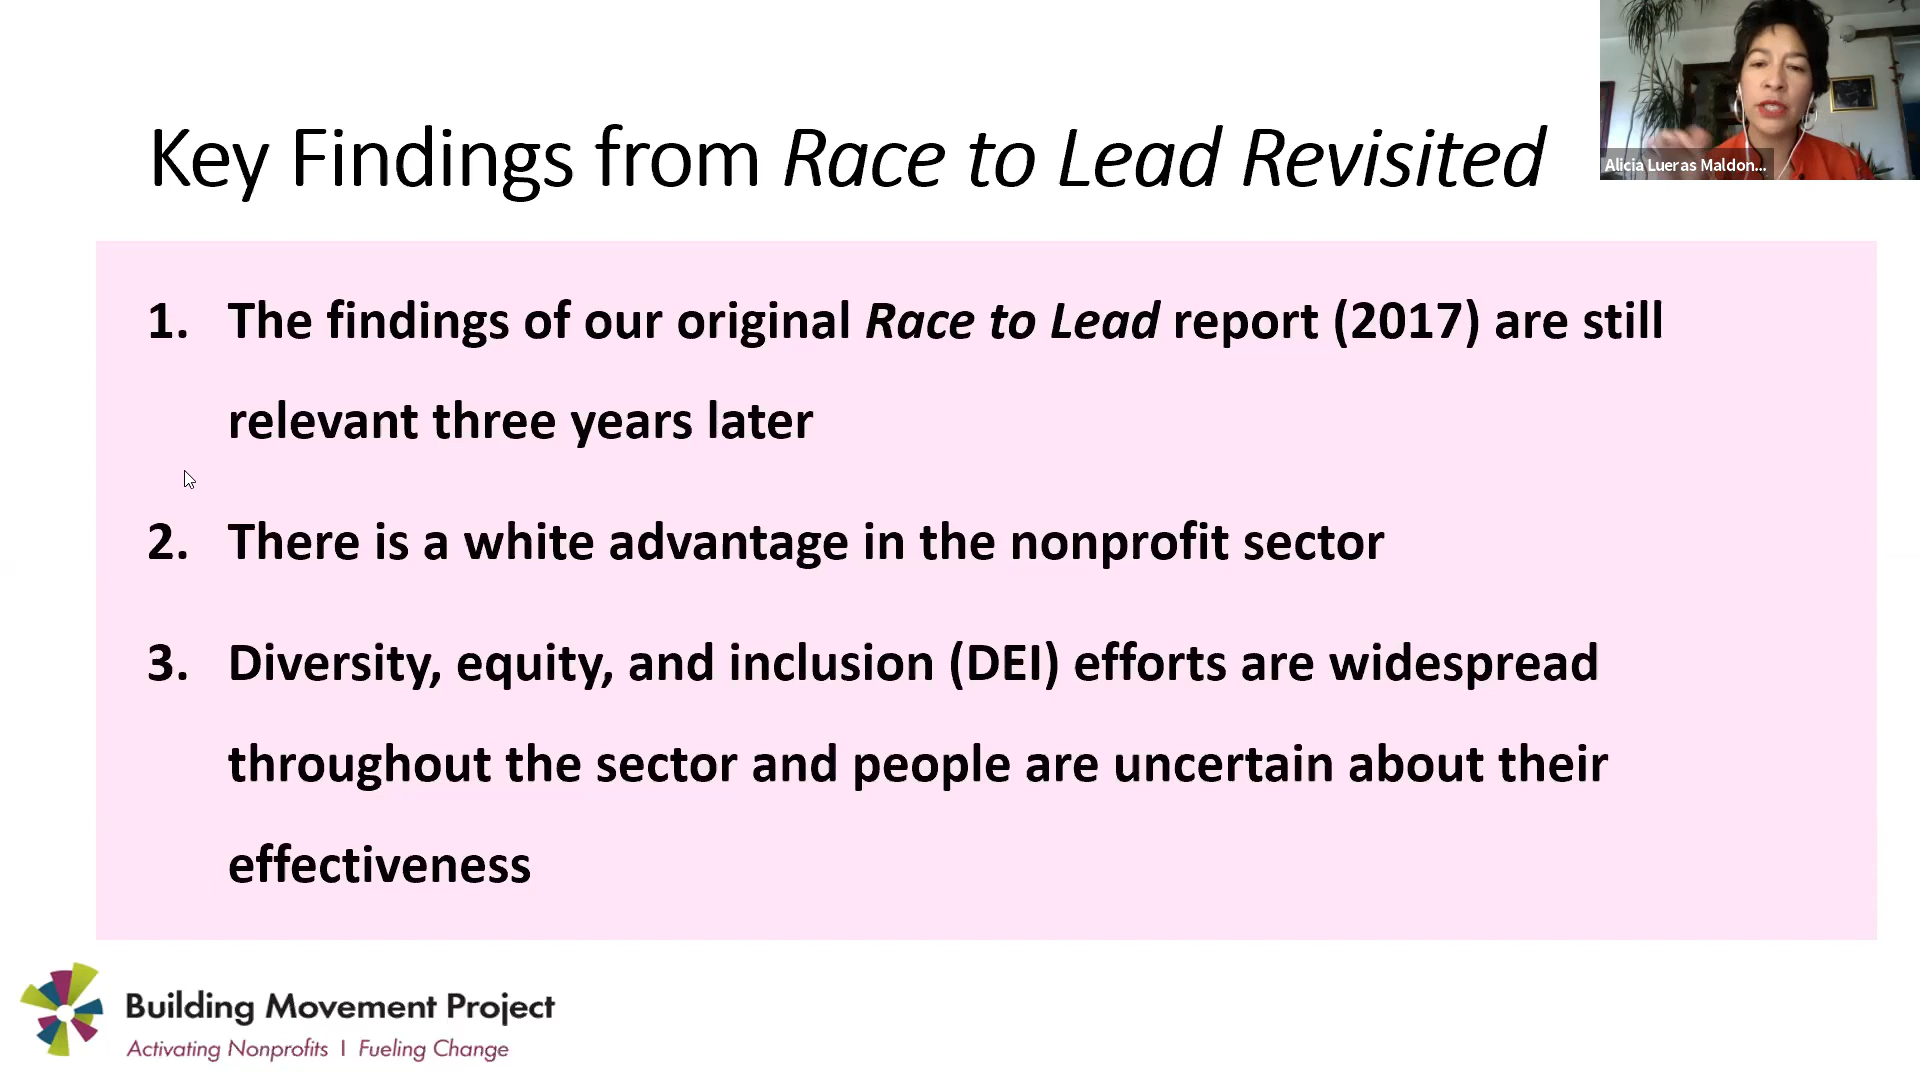 Key Findings from Race to Lead Revisited
Alicia Lueras Maldon...
1. The findings of our original Race to Lead report (2017) are still
relevant three years later
2. There is a white advantage in the nonprofit sector
3. Diversity, equity, and inclusion (DEI) efforts are widespread
throughout the sector and people are uncertain about their
effectiveness
Building Movement Project
Activating Nonprofits | Fueling Change